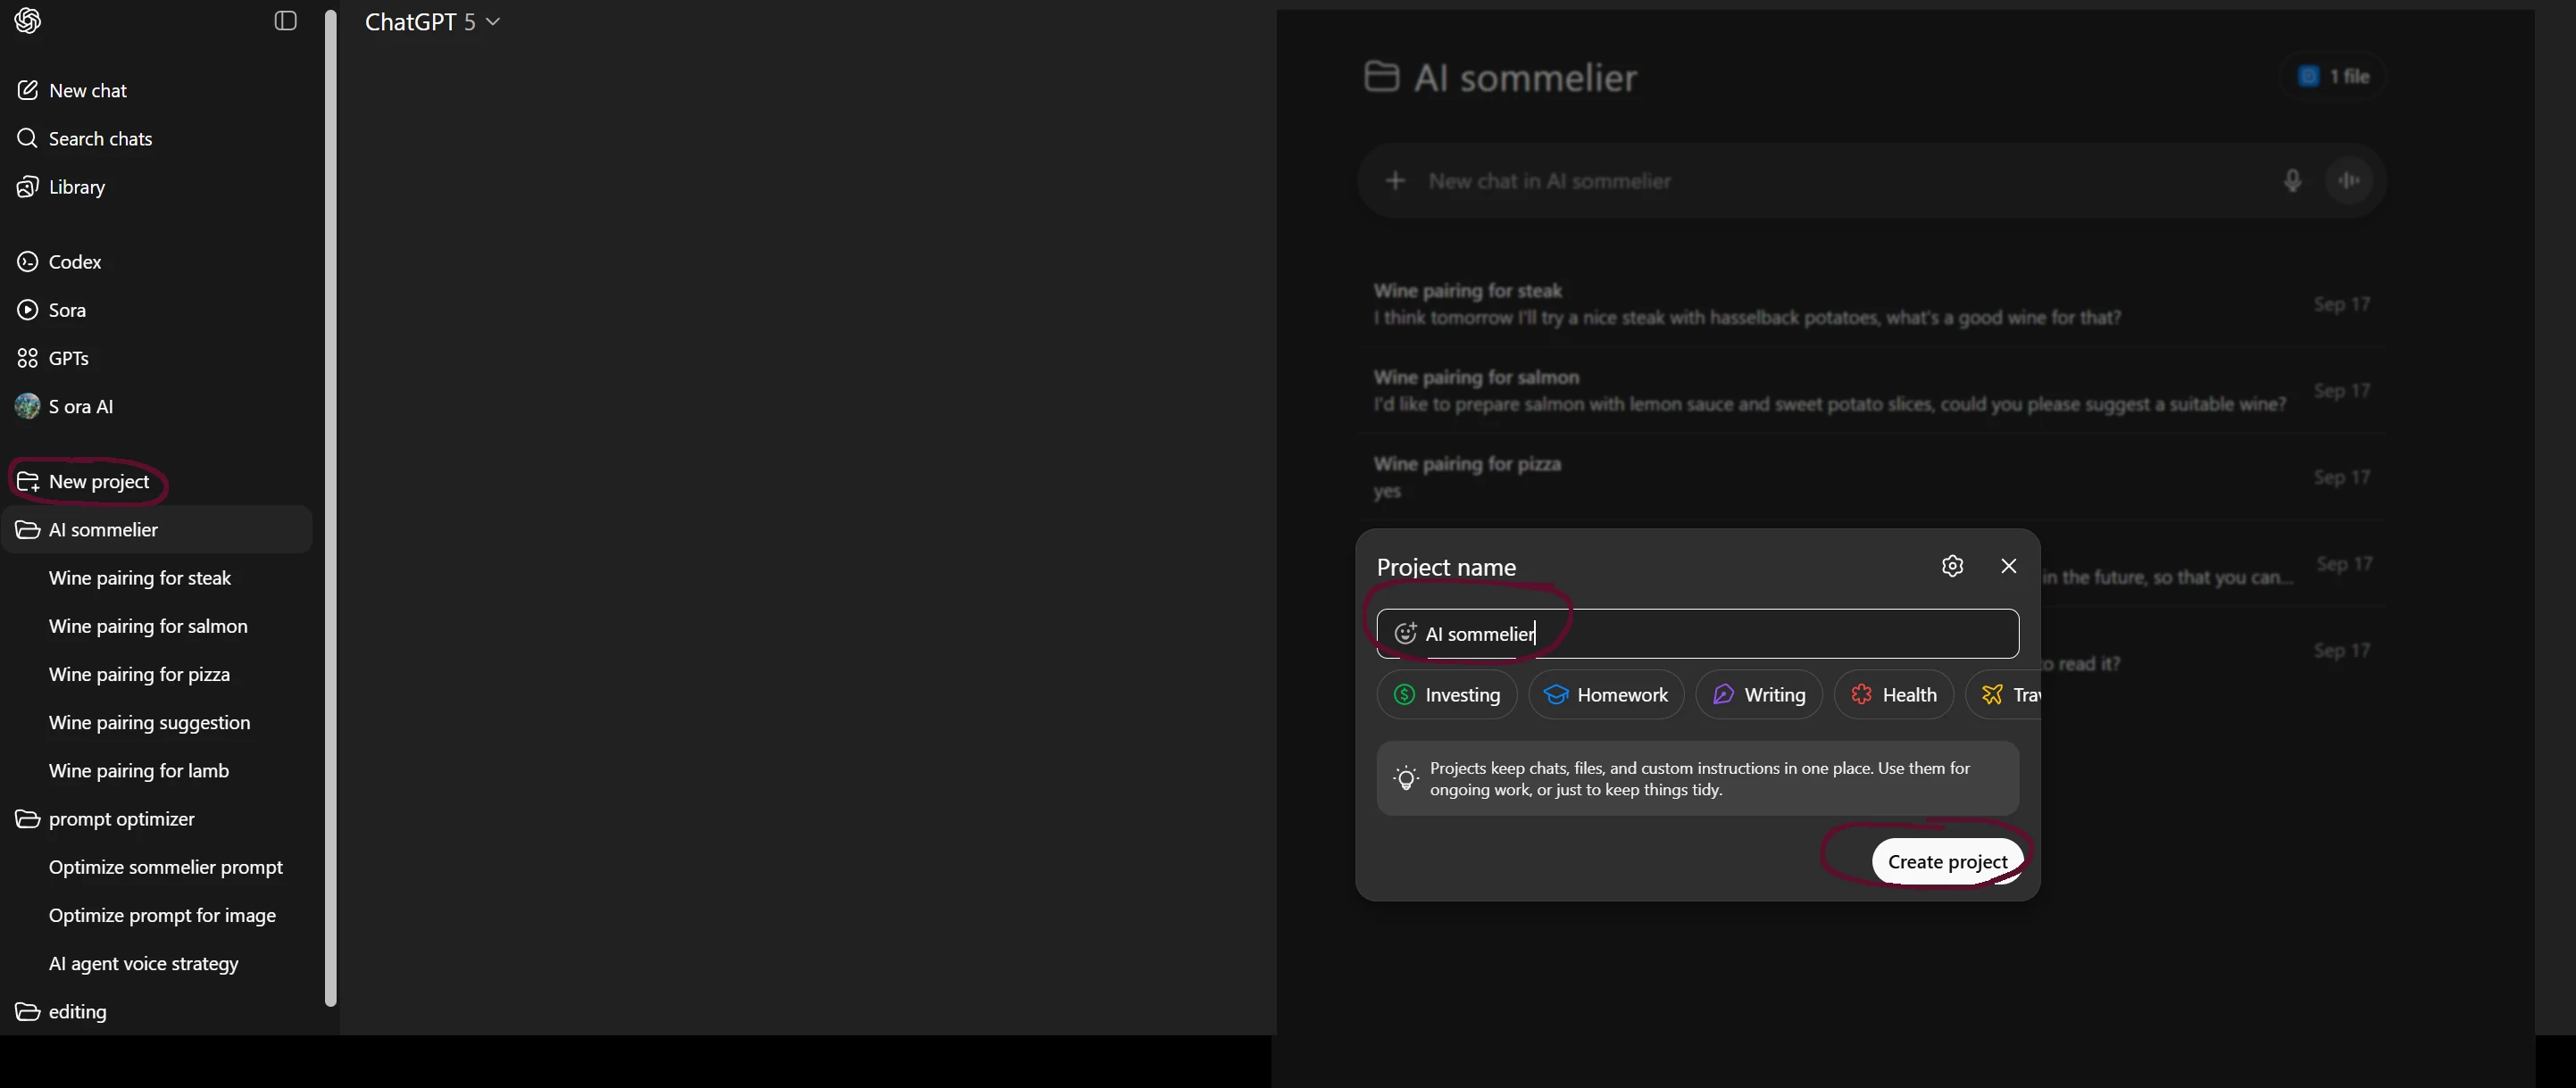 ChatGPT 5
New chat
Search chats
Library
Codex
Sora
GPTs
S ora AI
New project
AI sommelier
Wine pairing for steak
Wine pairing for salmon
Wine pairing for pizza
Wine pairing suggestion
Wine pairing for lamb
prompt optimizer
Optimize sommelier prompt
Optimize prompt for image
AI agent voice strategy
editing
AI sommelier
1 file
New chat in AI sommelier
Wine pairing for steak
I think tomorrow I'll try a nice steak with hasselback potatoes, what's a good wine for that?
Sep 17
Wine pairing for salmon
I'd like to prepare salmon with lemon sauce and sweet potato slices, could you please suggest a suitable wine?
Sep 17
Wine pairing for pizza
yes
Sep 17
in the future, so that you can...
Sep 17
o read it?
Sep 17
Project name
AI sommelier
Investing
Homework
Writing
Health
Trav
Projects keep chats, files, and custom instructions in one place. Use them for
ongoing work, or just to keep things tidy.
Create project